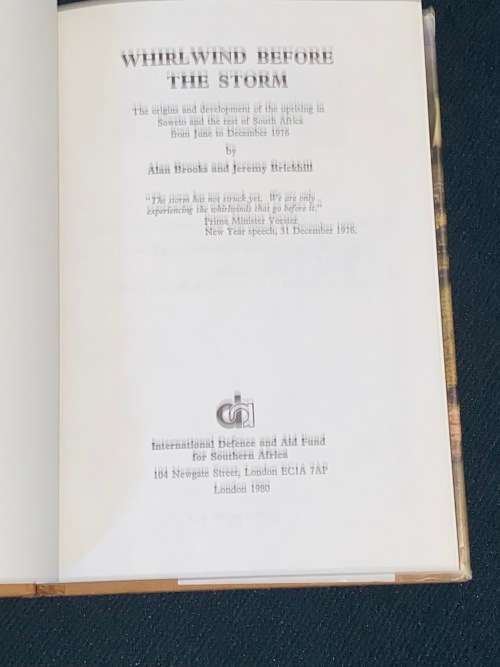 WHIRLWIND BEFORE
THE STORM
The origins and development of the uprising in
Soweto and the rest of South Africa
from June to December 1976
by
Alan Brooks and Jeremy Brickhill
"The storm has not struck yet. We are only
experiencing the whirlwinds that go before it."
Prime Minister Vorster
New Year speech, 31 December 1976.
International Defence and Aid Fund
for Southern Africa
104 Newgate Street, London EC1A 7AP
London 1980